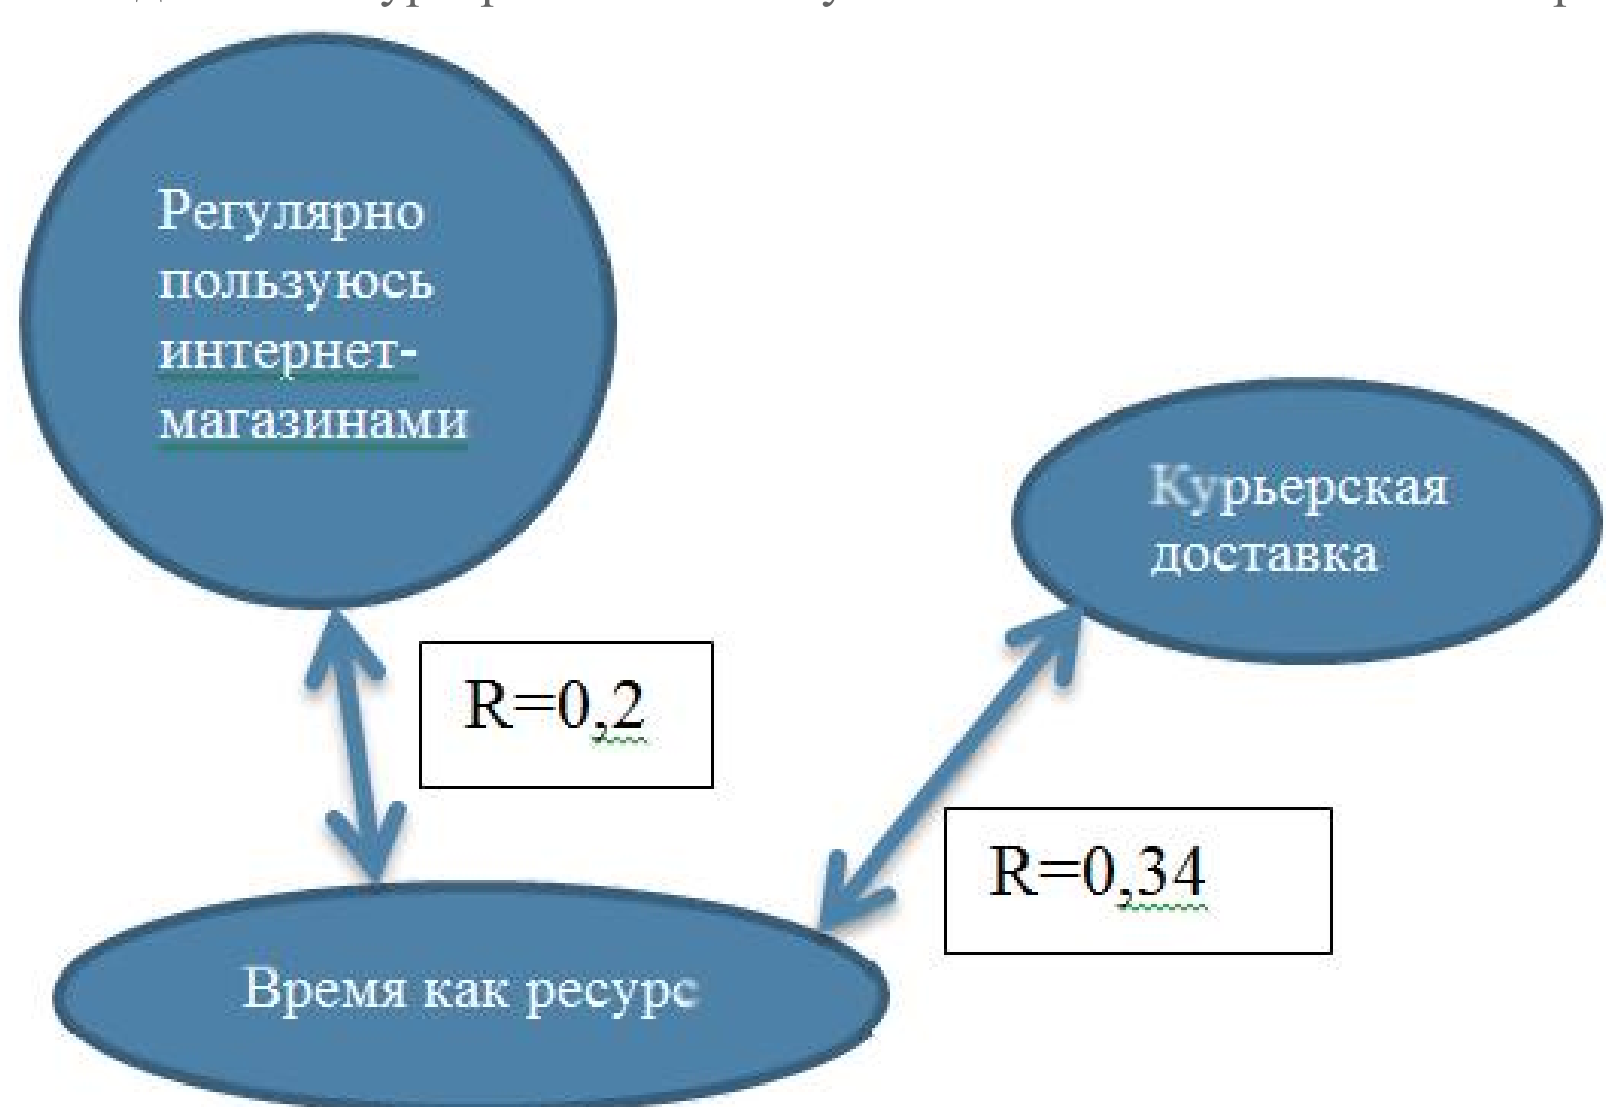 Регулярно
пользуюсь
интернет-
магазинами
Курьерская
доставка
R=0,2
R=0,34
Время как ресурс